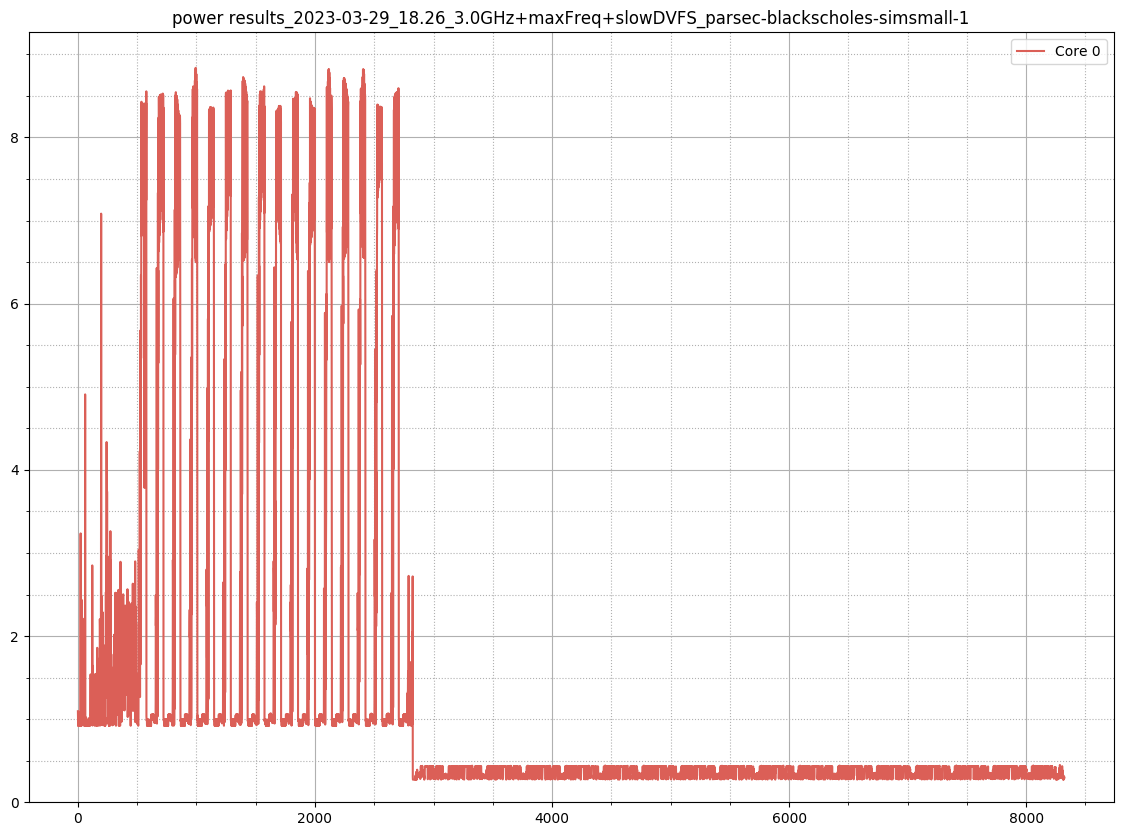 power results_2023-03-29_18.26_3.0GHz+maxFreq+slowDVFS_parsec-blackscholes-simsmall-1
Core 0
8
6
4
2
0
0 2000 4000 6000 8000